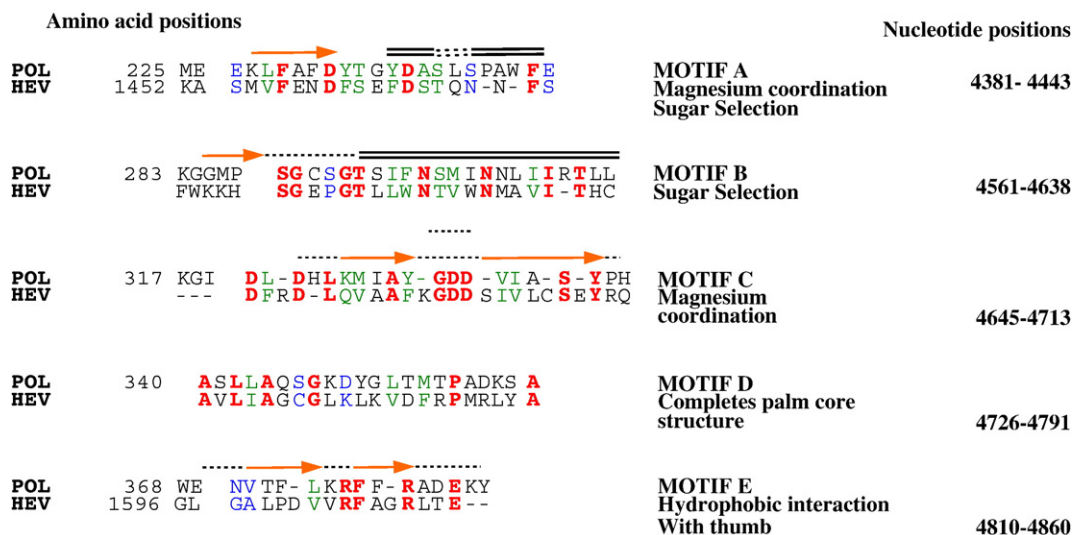 Amino acid positions
Nucleotide positions
POL 225 ME EKLFAFDYTGYDASLSPAWFE MOTIF A
HEV 1452 KA SMVFENDFSEFDSTQN-N-FS Magnesium coordination 4381- 4443
Sugar Selection
POL 283 KGGMP SGCSGTSIFNSMINNLIIRTLL MOTIF B
HEV FWKKH SGEPGTLLWNTVWNMAVI-THC Sugar Selection 4561-4638
POL 317 KGI DL-DHLKMIAY-GDD-VIA-S-YPH MOTIF C
HEV --- DFRD-LQVAAFKGDDSIVLCSEYRQ Magnesium
coordination 4645-4713
POL 340 ASLLAQSGKDYGLTMTPADKSA MOTIF D
HEV AVLIAGCGLKLKVDFRPMRLYA Completes palm core
structure 4726-4791
POL 368 WE NVTF-LKRFF-RADEKY MOTIF E
HEV 1596 GL GALPDVVRFAGRLTE-- Hydrophobic interaction
With thumb 4810-4860